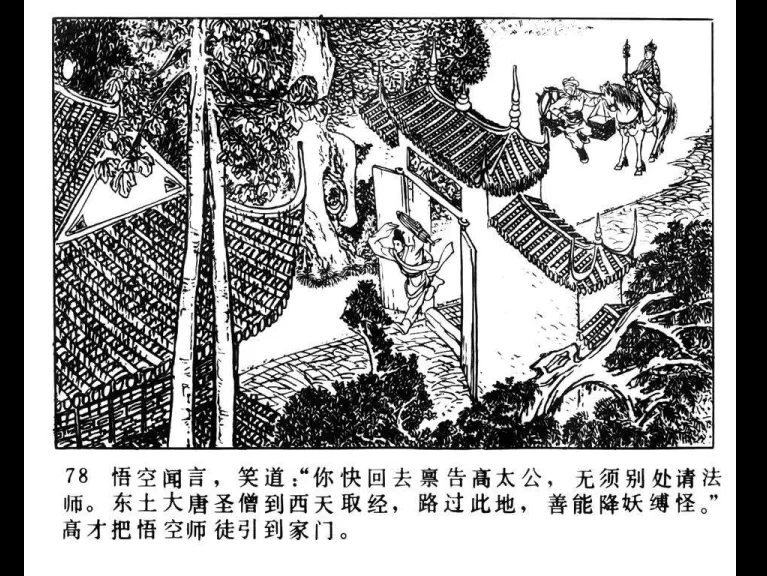 78 悟空闻言，笑道：“你快回去禀告高太公，无须别处请法
师。东土大唐圣僧到西天取经，路过此地，善能降妖缚怪。”
高才把悟空师徒引到家门。